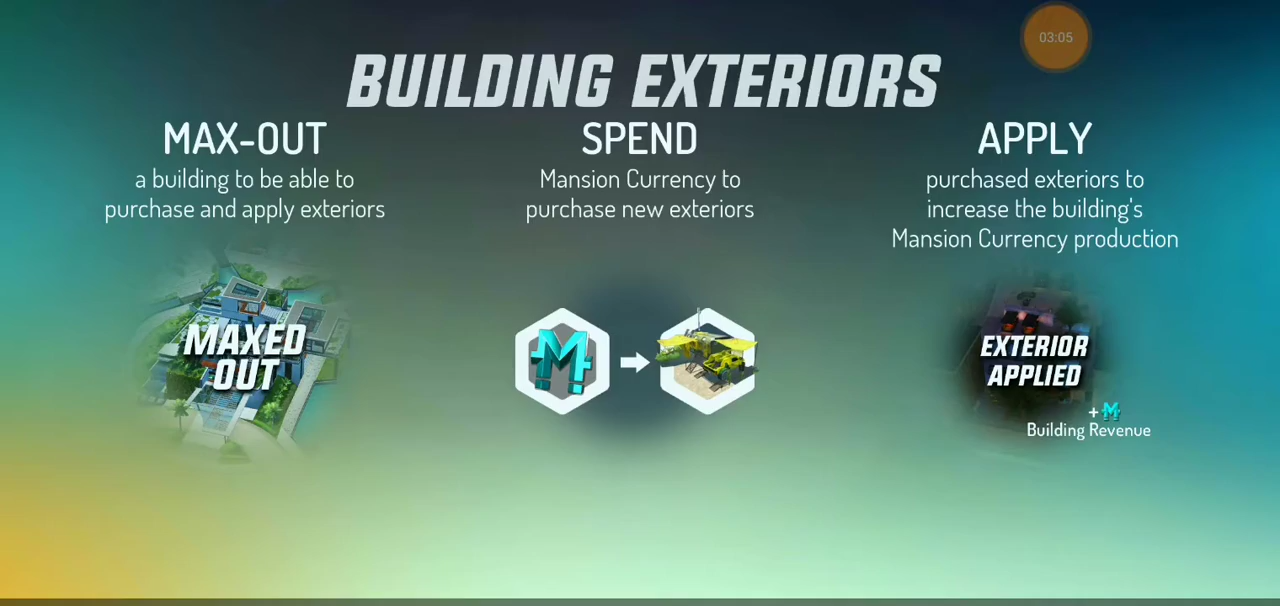 03:05
BUILDING EXTERIORS
MAX-OUT
a building to be able to
purchase and apply exteriors
SPEND
Mansion Currency to
purchase new exteriors
APPLY
purchased exteriors to
increase the building's
Mansion Currency production
MAXED
OUT
M
EXTERIOR
APPLIED
+ M
Building Revenue